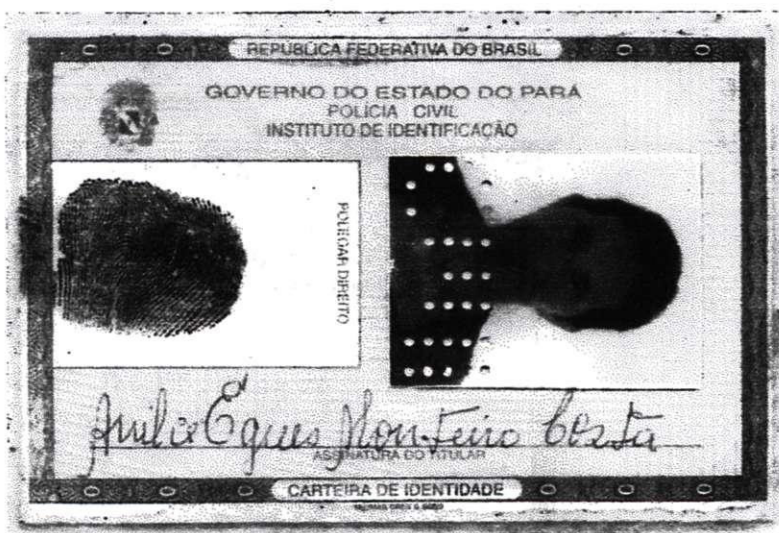 REPÚBLICA FEDERATIVA DO BRASIL
GOVERNO DO ESTADO DO PARÁ
POLICIA CIVIL
INSTITUTO DE IDENTIFICAÇÃO
POLEGAR DIREITO
Monteiro Costa
ASSINATURA DO TITULAR
CARTEIRA DE IDENTIDADE